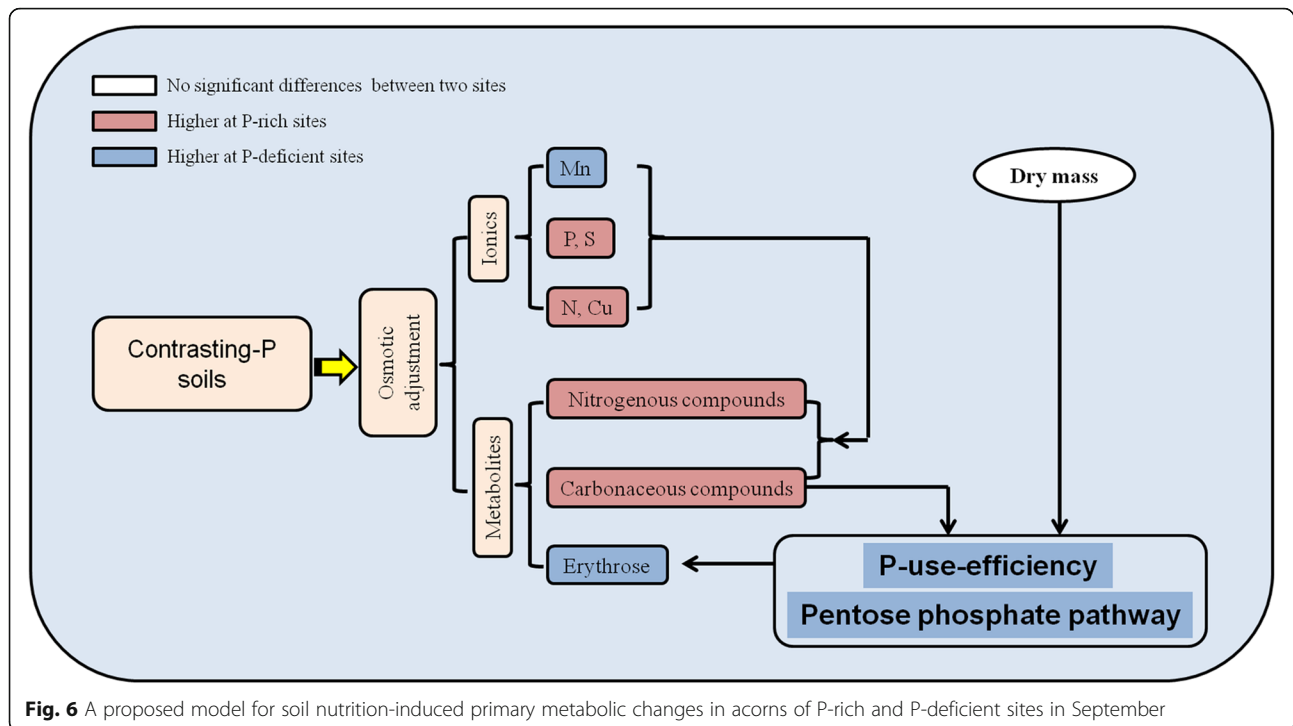 No significant differences between two sites
Higher at P-rich sites
Higher at P-deficient sites
Contrasting-P
soils
Osmotic
adjustment
Ionics
Metabolites
Mn
P, S
N, Cu
Nitrogenous compounds
Carbonaceous compounds
Erythrose
Dry mass
P-use-efficiency
Pentose phosphate pathway
Fig. 6 A proposed model for soil nutrition-induced primary metabolic changes in acorns of P-rich and P-deficient sites in September